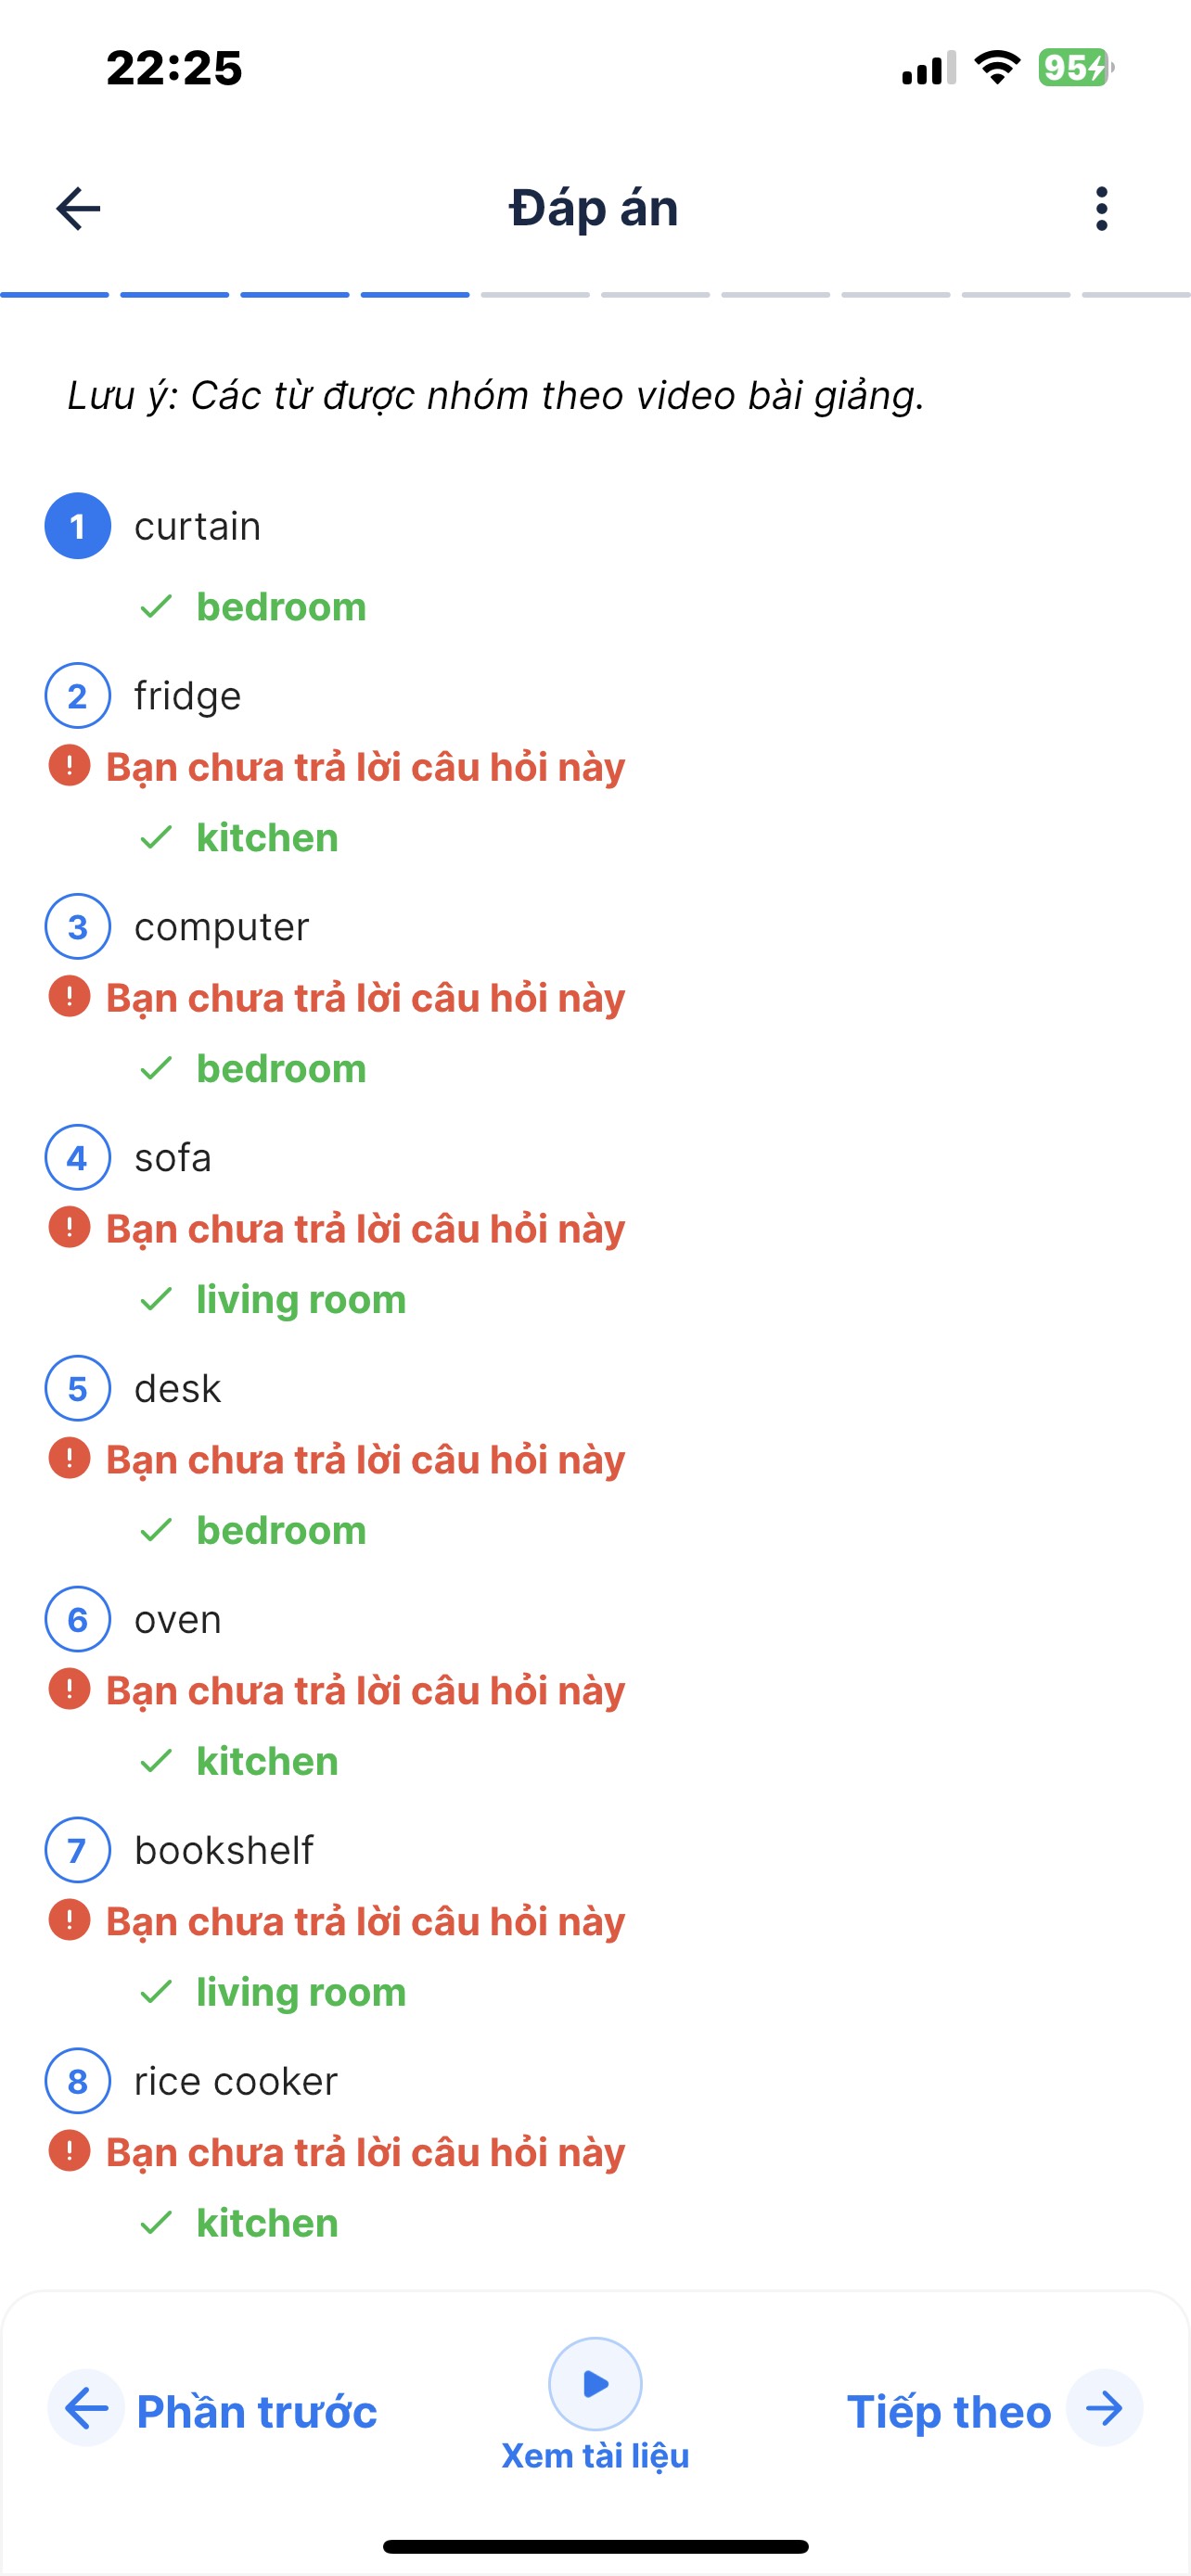 22:25
95
Đáp án
Lưu ý: Các từ được nhóm theo video bài giảng.
1 curtain
bedroom
2 fridge
Bạn chưa trả lời câu hỏi này
kitchen
3 computer
Bạn chưa trả lời câu hỏi này
bedroom
4 sofa
Bạn chưa trả lời câu hỏi này
living room
5 desk
Bạn chưa trả lời câu hỏi này
bedroom
6 oven
Bạn chưa trả lời câu hỏi này
kitchen
7 bookshelf
Bạn chưa trả lời câu hỏi này
living room
8 rice cooker
Bạn chưa trả lời câu hỏi này
kitchen
Phần trước
Xem tài liệu
Tiếp theo